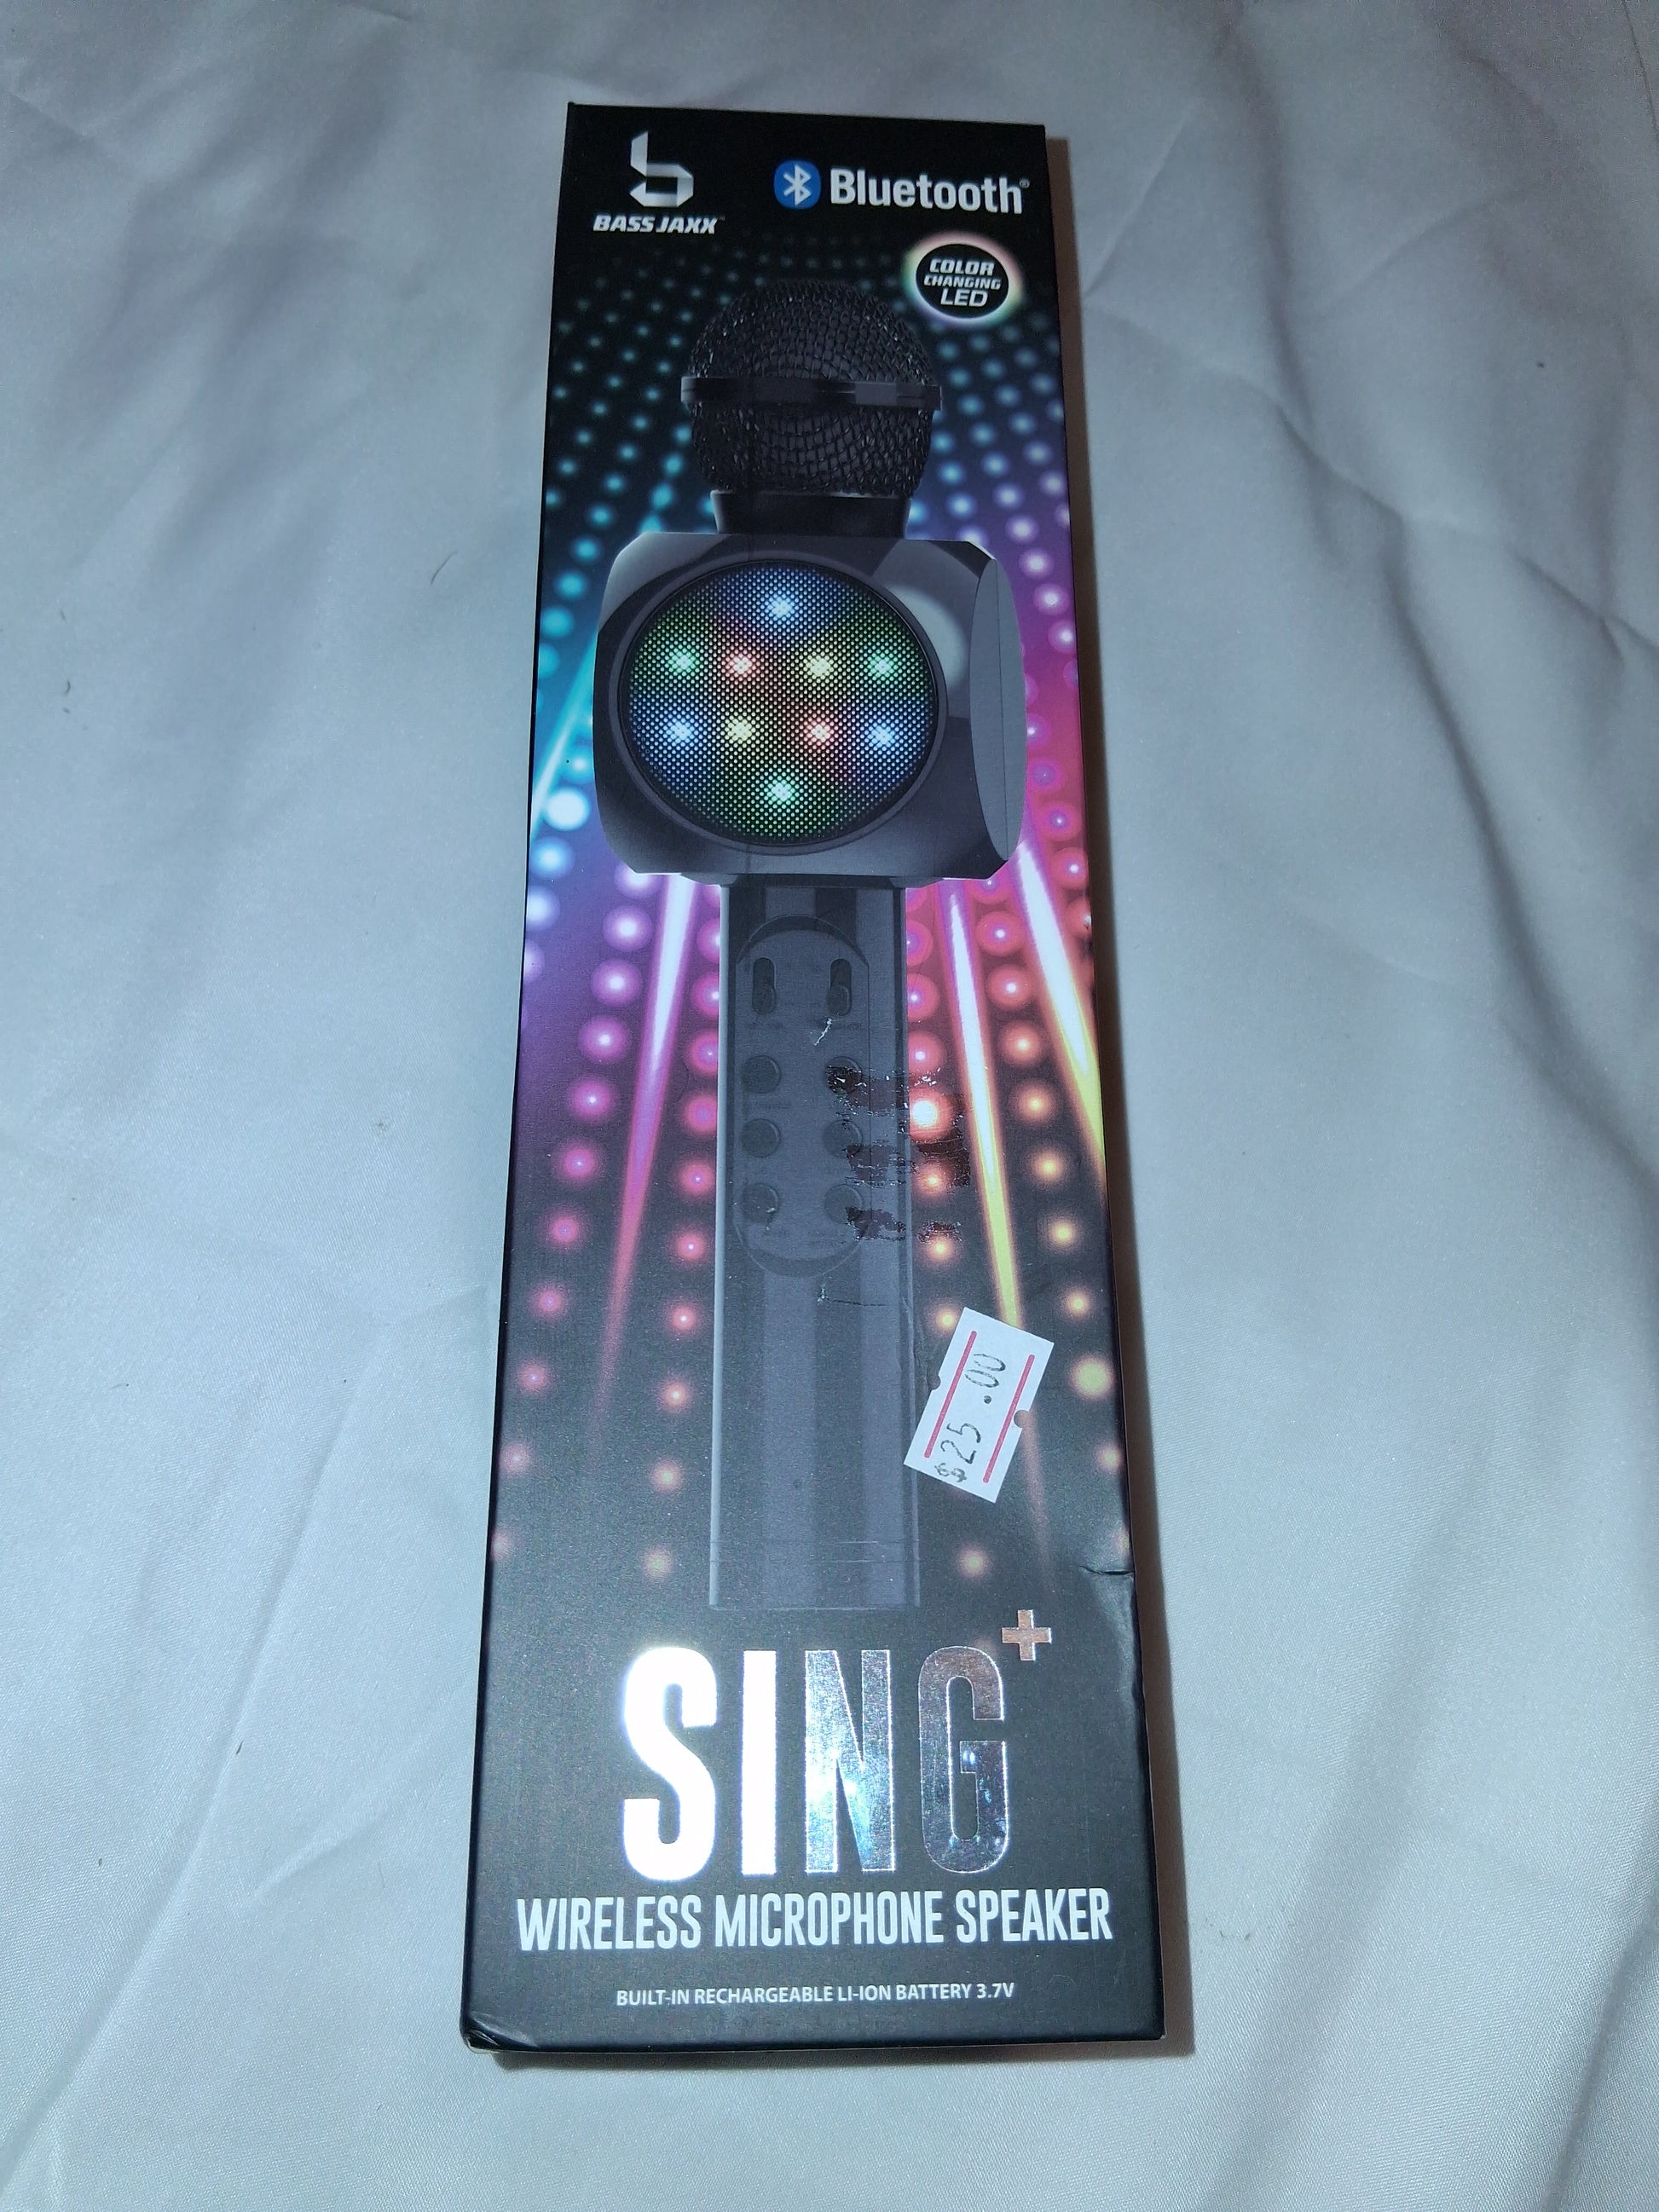 BASS JAXX™
Bluetooth®
COLOR
CHANGING
LED
$25.00
SING+
WIRELESS MICROPHONE SPEAKER
BUILT-IN RECHARGEABLE LI-ION BATTERY 3.7V